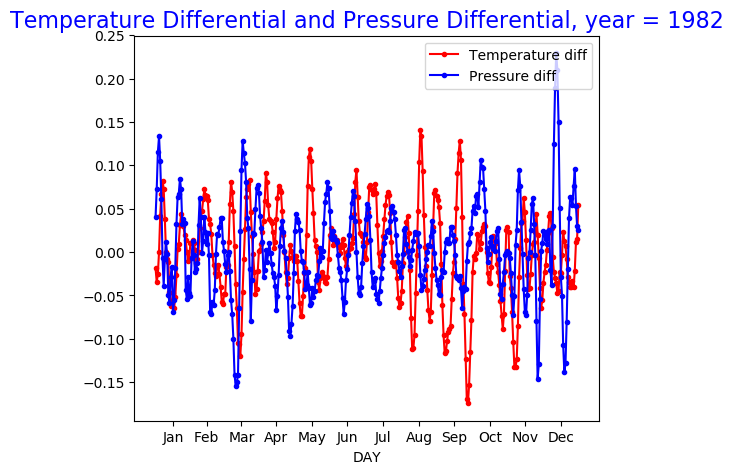 Temperature Differential and Pressure Differential, year = 1982
0.25
0.20
0.15
0.10
0.05
0.00
−0.05
−0.10
−0.15
Temperature diff
Pressure diff
Jan Feb Mar Apr May Jun Jul Aug Sep Oct Nov Dec
DAY